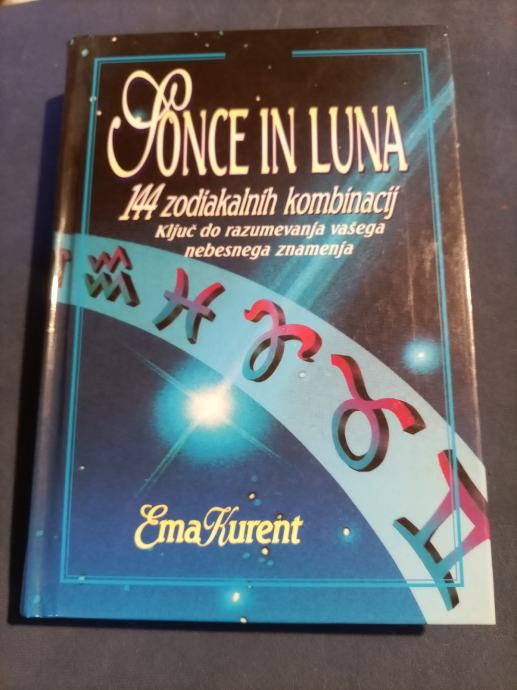 SONCE IN LUNA
144 zodiakalnih kombinacij
Ključ do razumevanja vašega
nebesnega znamenja
Ema Kurent